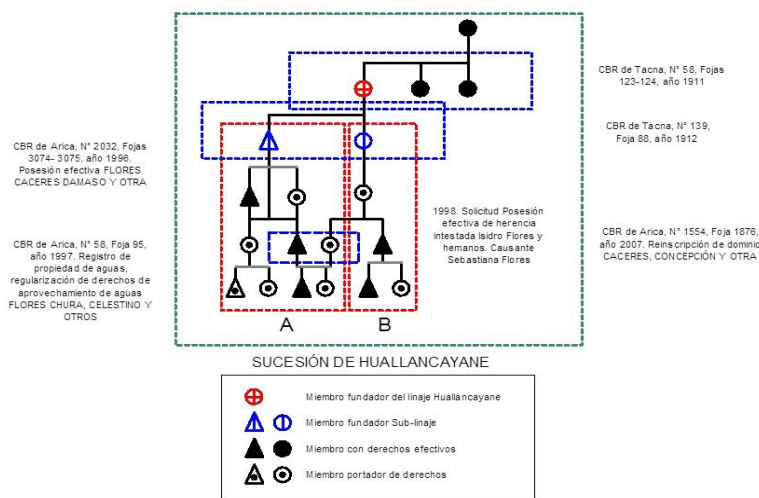 CBR de Tacna, N° 58, Fojas
123-124, año 1911
CBR de Tacna, N° 139,
Foja 88, año 1912
CBR de Arica, N° 2032, Fojas
3074- 3075, año 1996.
Posesión efectiva FLORES
CACERES DAMASO Y OTRA
1998. Solicitud Posesión
efectiva de herencia
intestada Isidro Flores y
hemanos. Causante
Sebastiana Flores
CBR de Arica, N° 1554, Foja 1876,
año 2007. Reinscripción de dominio
CACERES, CONCEPCIÓN Y OTRA
CBR de Arica, N° 58, Foja 95,
año 1997. Registro de
propiedad de aguas,
regularización de derechos de
aprovechamiento de aguas
FLORES CHURA, CELESTINO Y
OTROS
A
B
SUCESIÓN DE HUALLANCAYANE
Miembro fundador del linaje Huallancayane
Miembro fundador Sub-linaje
Miembro con derechos efectivos
Miembro portador de derechos